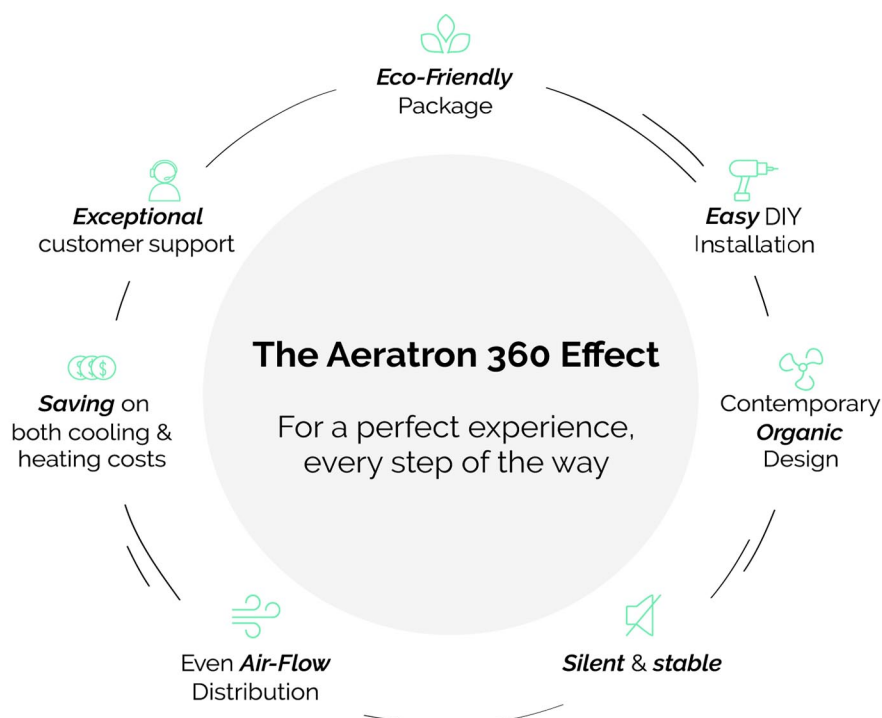 Eco-Friendly
Package
Easy DIY
Installation
Contemporary
Organic
Design
Silent & stable
Even Air-Flow
Distribution
Saving on
both cooling &
heating costs
Exceptional
customer support
The Aeratron 360 Effect
For a perfect experience,
every step of the way